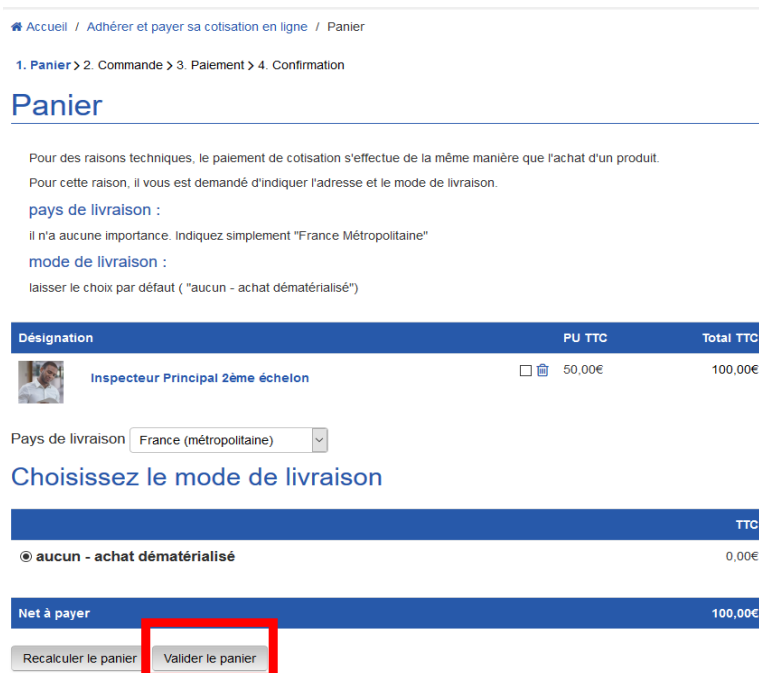 Accueil / Adhérer et payer sa cotisation en ligne / Panier
1. Panier > 2. Commande > 3. Paiement > 4. Confirmation
Panier
Pour des raisons techniques, le paiement de cotisation s'effectue de la même manière que l'achat d'un produit.
Pour cette raison, il vous est demandé d'indiquer l'adresse et le mode de livraison.
pays de livraison :
il n'a aucune importance. Indiquez simplement "France Métropolitaine"
mode de livraison :
laisser le choix par défaut ( "aucun - achat dématérialisé")
Désignation PU TTC Total TTC
Inspecteur Principal 2ème échelon 50,00€ 100,00€
Pays de livraison France (métropolitaine)
Choisissez le mode de livraison
TTC
aucun - achat dématérialisé 0,00€
Net à payer 100,00€
Recalculer le panier Valider le panier